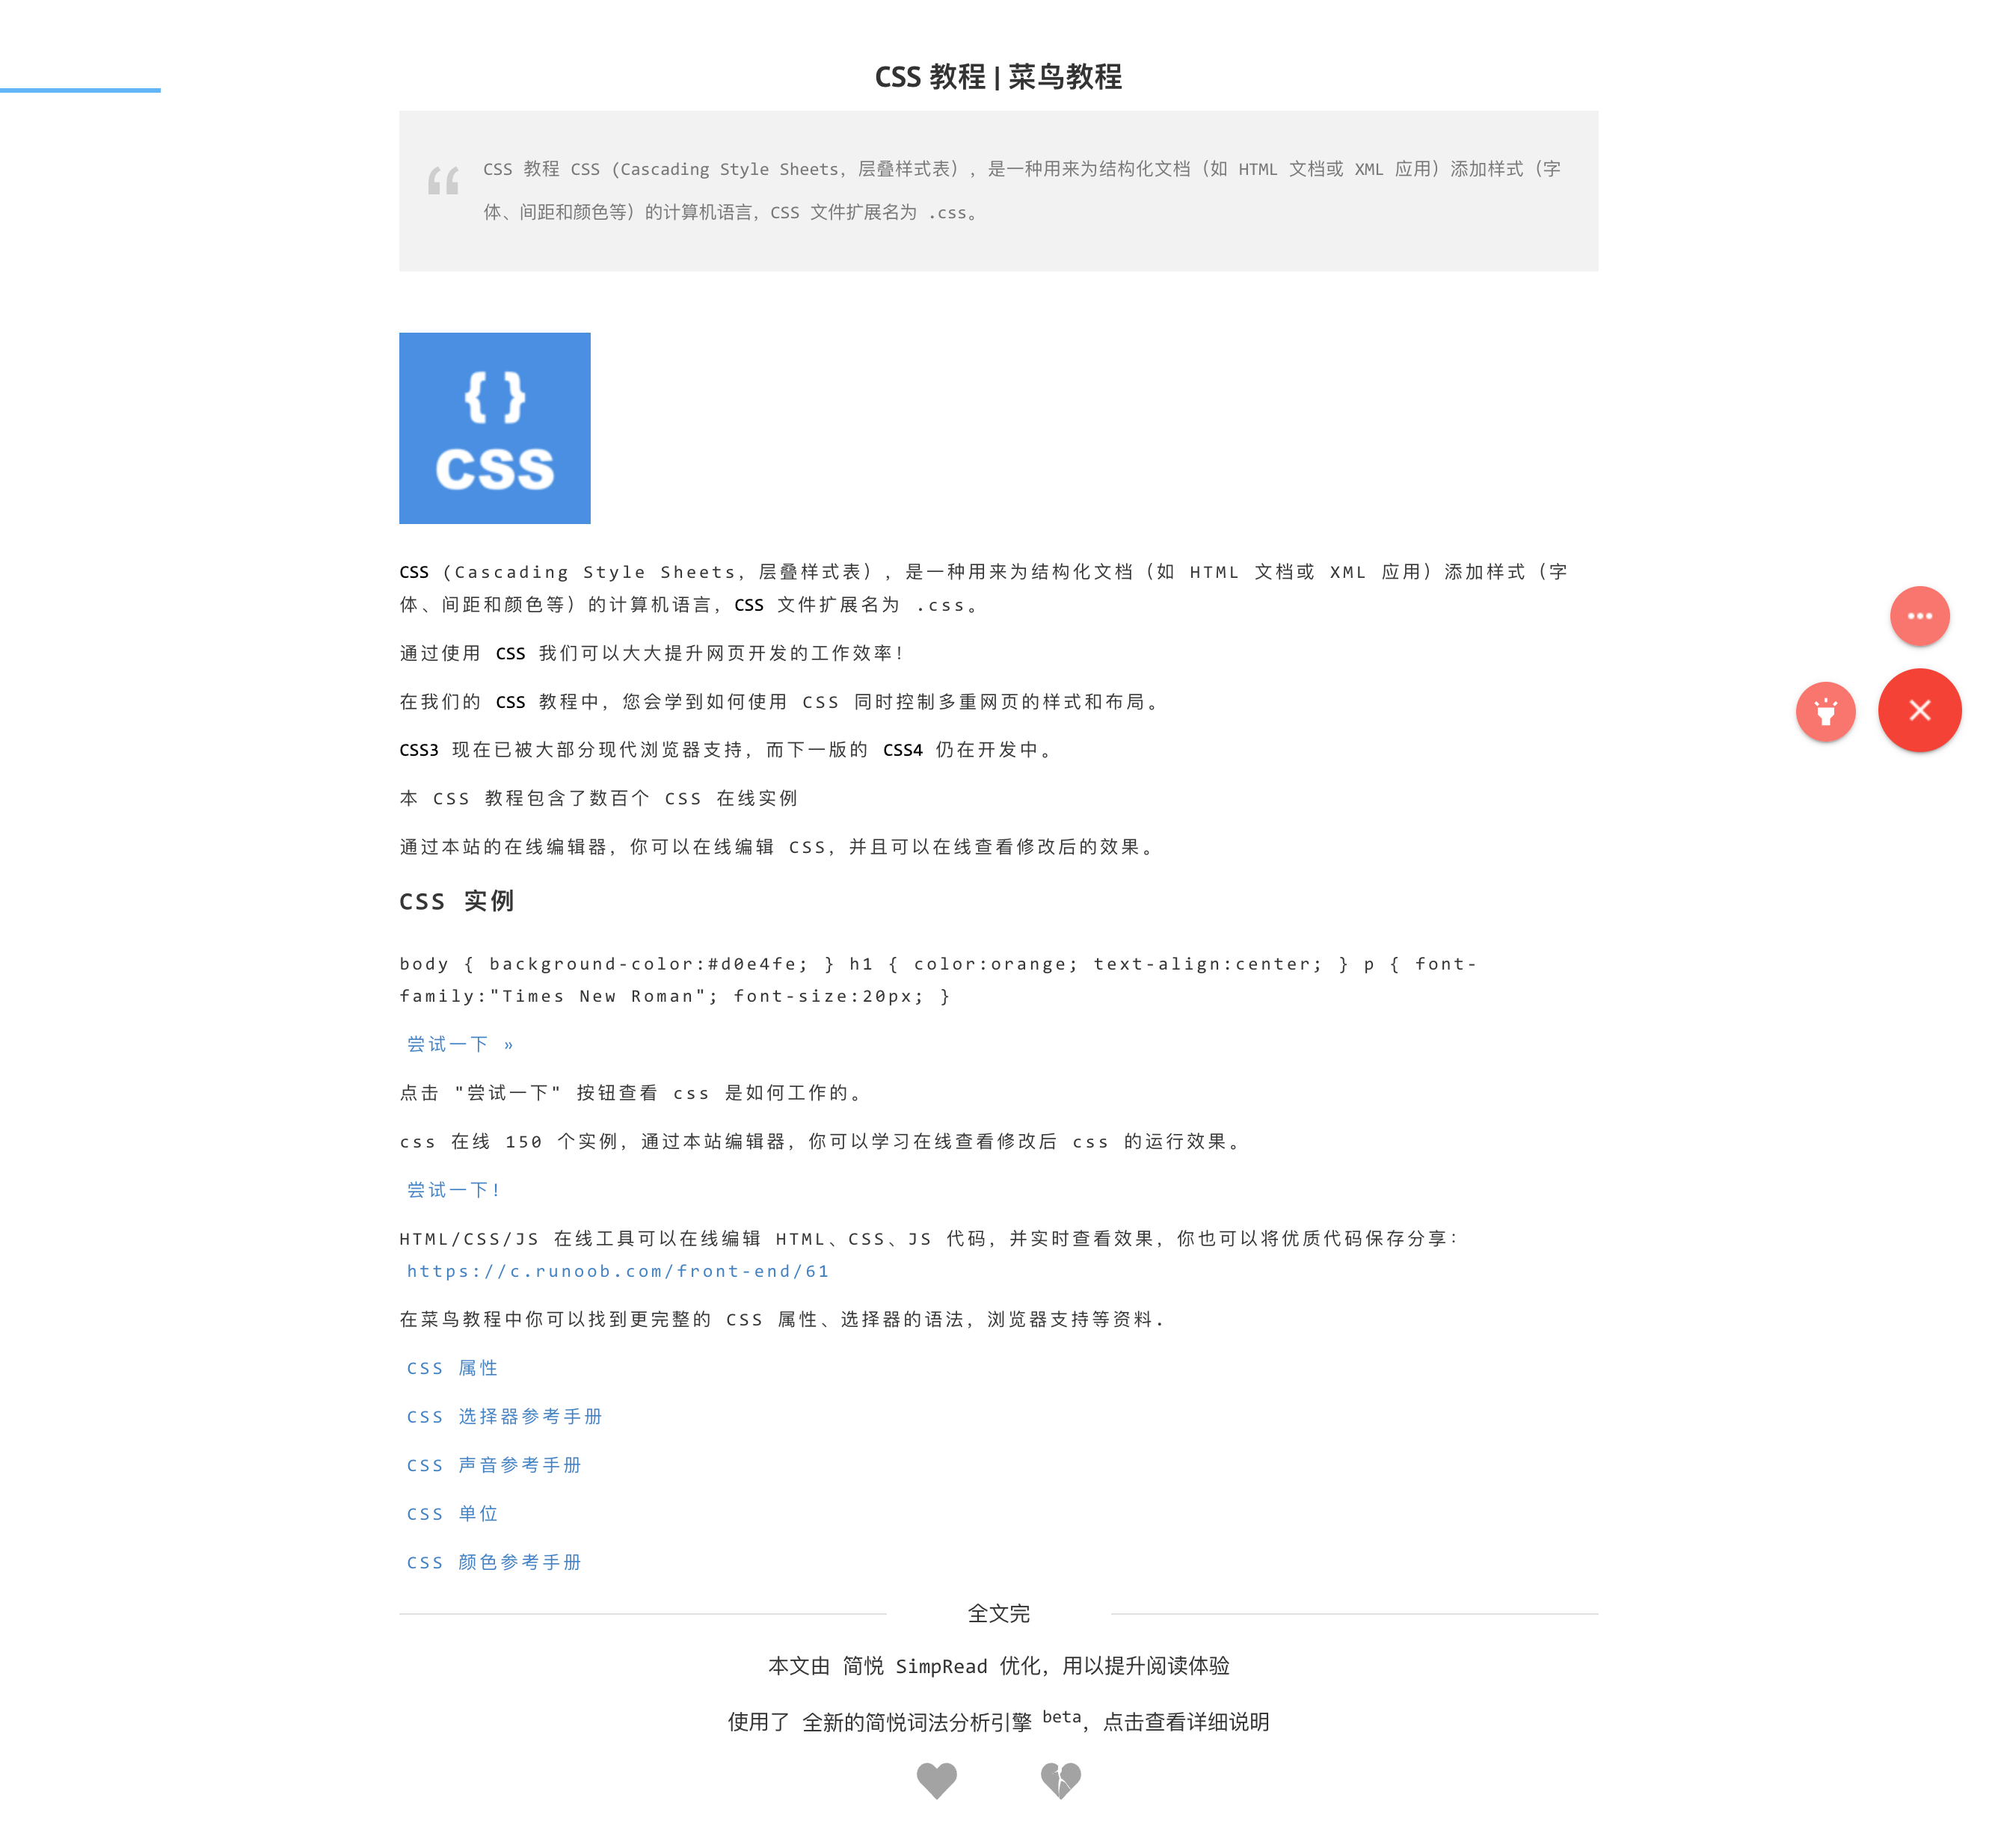 CSS 教程 | 菜鸟教程
CSS 教程 CSS (Cascading Style Sheets，层叠样式表），是一种用来为结构化文档（如 HTML 文档或 XML 应用）添加样式（字
体、间距和颜色等）的计算机语言，CSS 文件扩展名为 .css。
{ }
CSS
CSS (Cascading Style Sheets，层叠样式表），是一种用来为结构化文档（如 HTML 文档或 XML 应用）添加样式（字
体、间距和颜色等）的计算机语言，CSS 文件扩展名为 .css。
通过使用 CSS 我们可以大大提升网页开发的工作效率！
在我们的 CSS 教程中，您会学到如何使用 CSS 同时控制多重网页的样式和布局。
CSS3 现在已被大部分现代浏览器支持，而下一版的 CSS4 仍在开发中。
本 CSS 教程包含了数百个 CSS 在线实例
通过本站的在线编辑器，你可以在线编辑 CSS，并且可以在线查看修改后的效果。
CSS 实例
body { background-color:#d0e4fe; } h1 { color:orange; text-align:center; } p { font-
family:"Times New Roman"; font-size:20px; }
尝试一下 »
点击 "尝试一下" 按钮查看 css 是如何工作的。
css 在线 150 个实例，通过本站编辑器，你可以学习在线查看修改后 css 的运行效果。
尝试一下！
HTML/CSS/JS 在线工具可以在线编辑 HTML、CSS、JS 代码，并实时查看效果，你也可以将优质代码保存分享：
https://c.runoob.com/front-end/61
在菜鸟教程中你可以找到更完整的 CSS 属性、选择器的语法，浏览器支持等资料.
CSS 属性
CSS 选择器参考手册
CSS 声音参考手册
CSS 单位
CSS 颜色参考手册
全文完
本文由 简悦 SimpRead 优化，用以提升阅读体验
使用了 全新的简悦词法分析引擎 beta，点击查看详细说明